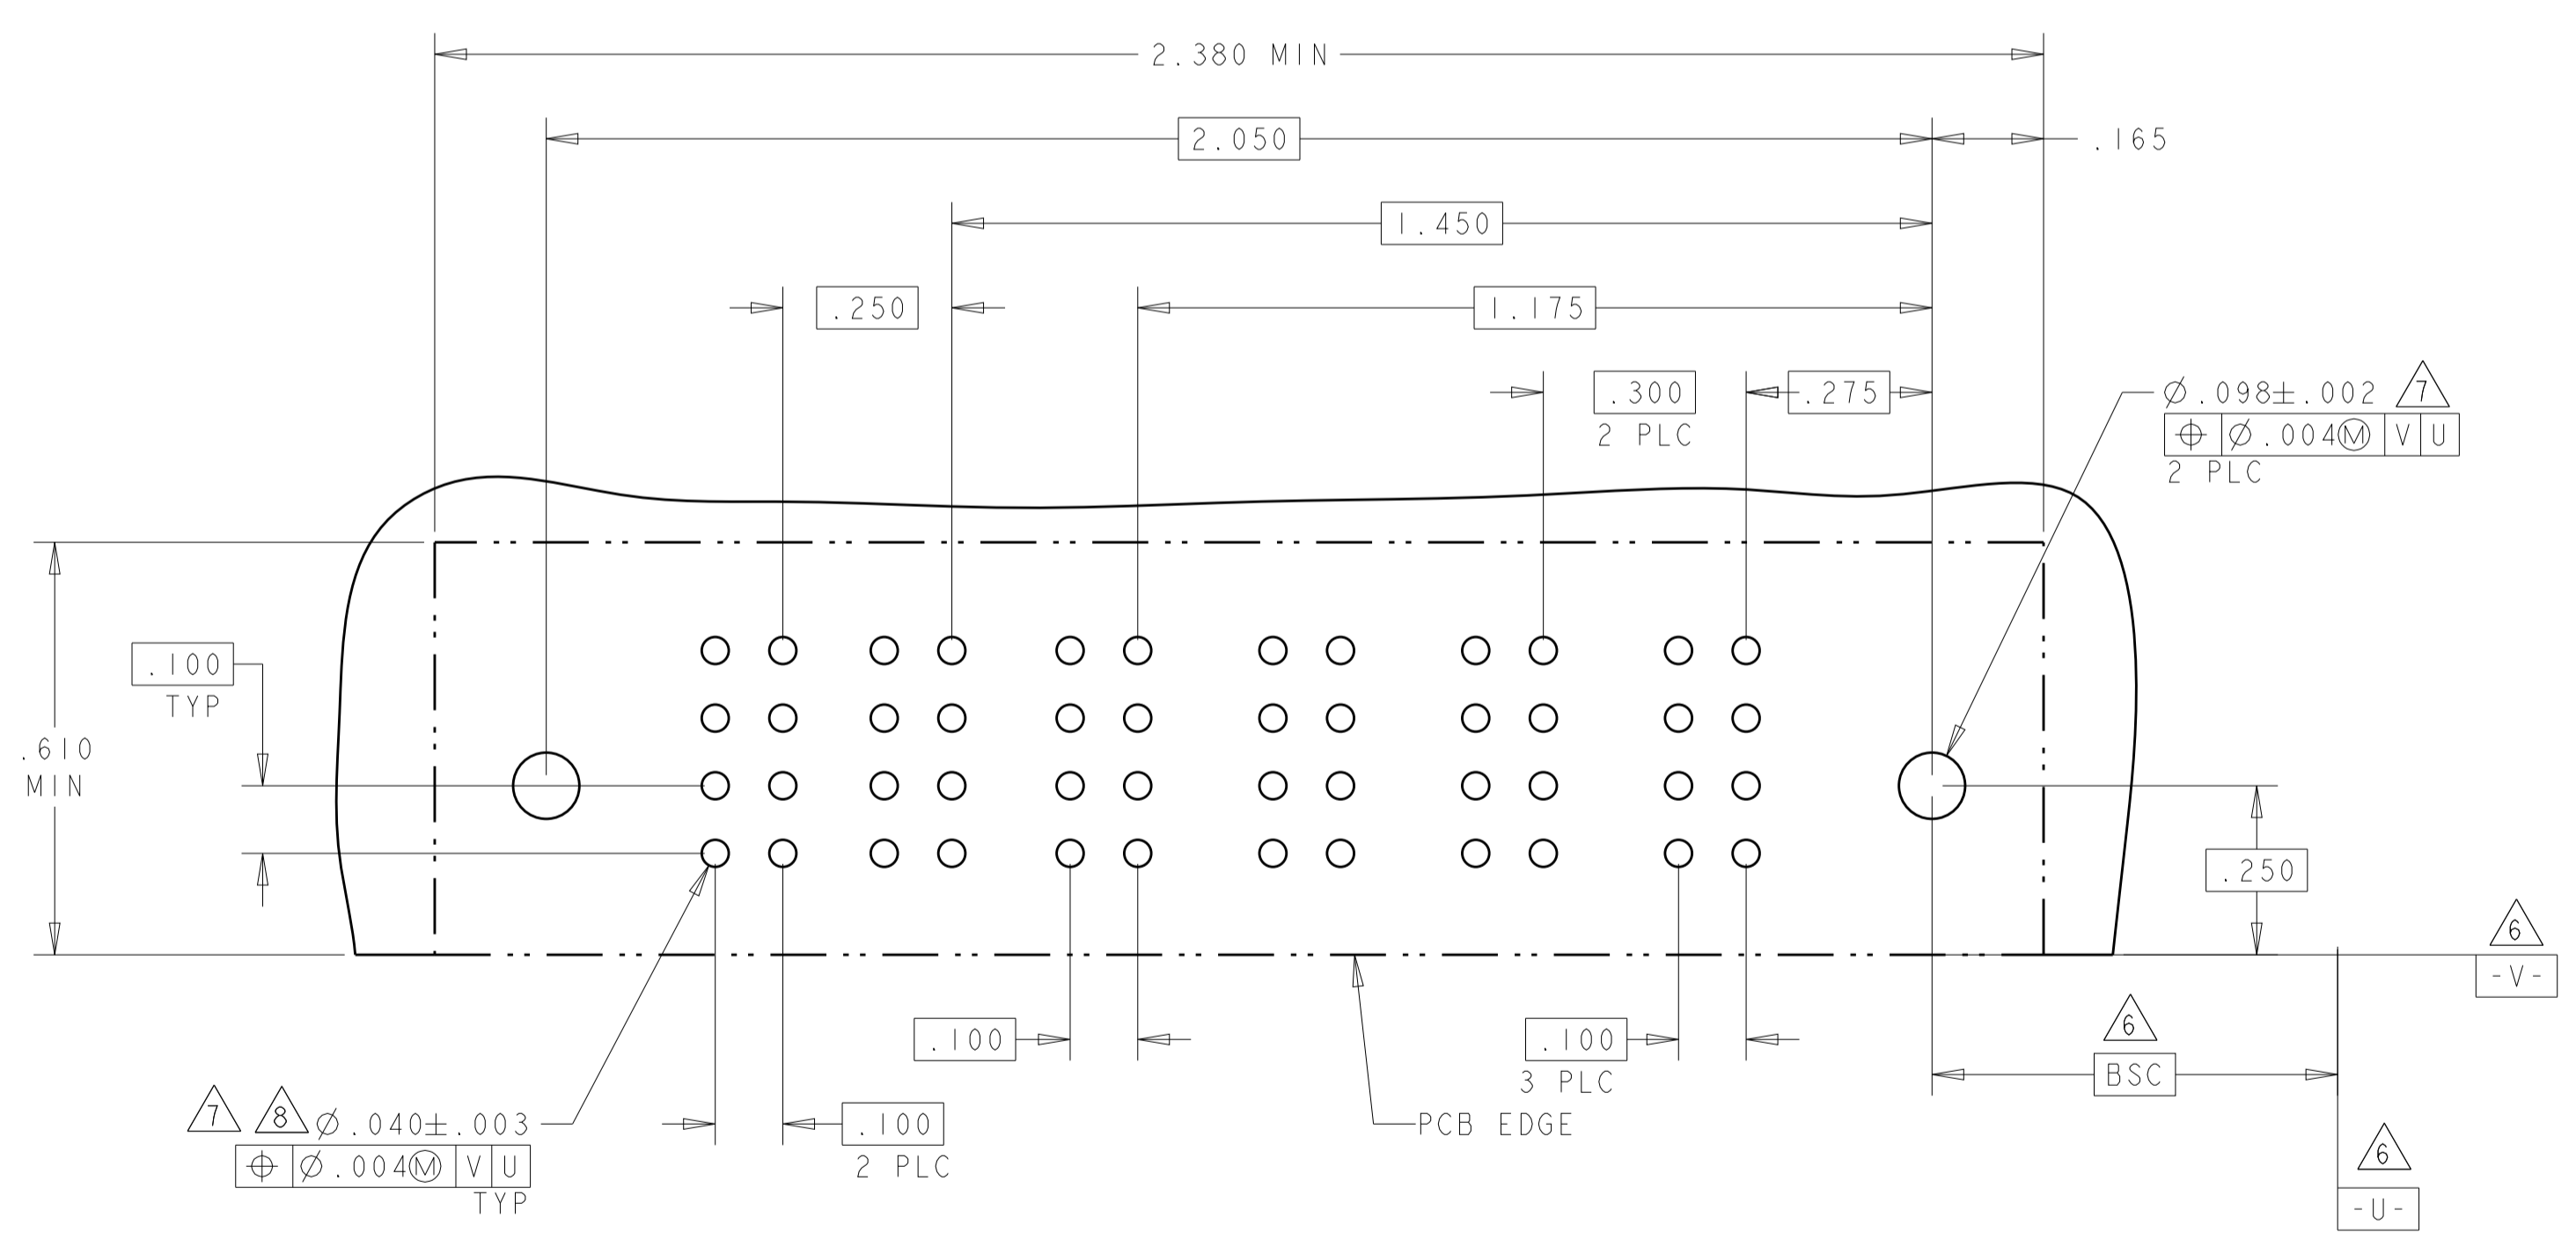 2.380 MIN
2.050
.165
1.450
.250
1.175
.300
2 PLC
.275
Ø.098±.002 7
⌖ Ø.004Ⓜ V U
2 PLC
.100
TYP
.610
MIN
.250
6
-V-
.100
.100
3 PLC
6
BSC
7 8 Ø.040±.003
⌖ Ø.004Ⓜ V U
TYP
.100
2 PLC
PCB EDGE
6
-U-